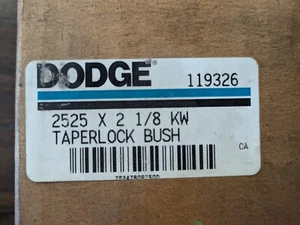 DODGE 119326
2525 X 2 1/8 KW
TAPERLOCK BUSH
CA